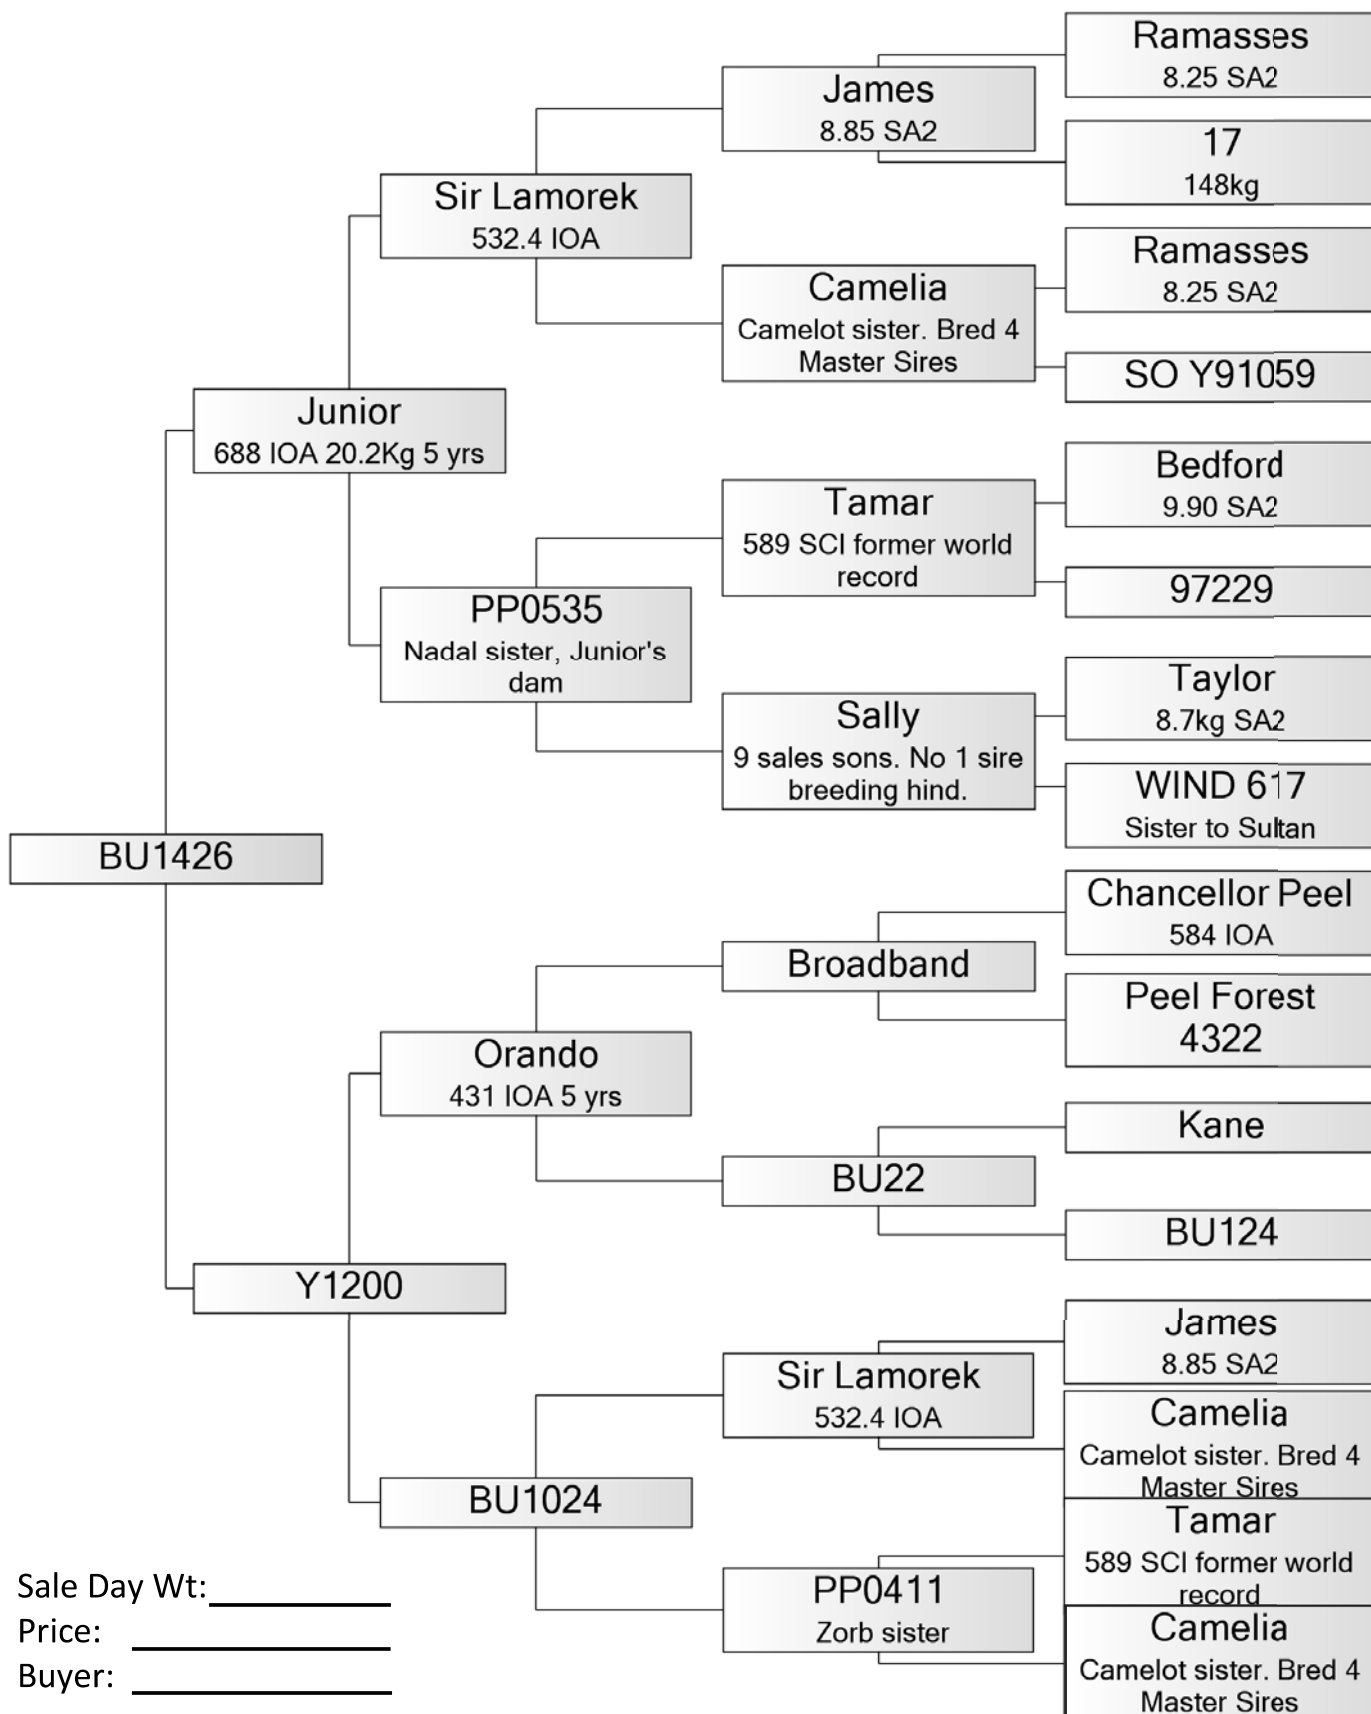 Ramasses
8.25 SA2
James
8.85 SA2
17
148kg
Sir Lamorek
532.4 IOA
Ramasses
8.25 SA2
Camelia
Camelot sister. Bred 4
Master Sires
SO Y91059
Junior
688 IOA 20.2Kg 5 yrs
Bedford
9.90 SA2
Tamar
589 SCI former world
record
97229
PP0535
Nadal sister, Junior's
dam
Taylor
8.7kg SA2
Sally
9 sales sons. No 1 sire
breeding hind.
WIND 617
Sister to Sultan
BU1426
Chancellor Peel
584 IOA
Broadband
Peel Forest
4322
Orando
431 IOA 5 yrs
Kane
BU22
BU124
Y1200
James
8.85 SA2
Sir Lamorek
532.4 IOA
Camelia
Camelot sister. Bred 4
Master Sires
BU1024
Tamar
589 SCI former world
record
PP0411
Zorb sister
Camelia
Camelot sister. Bred 4
Master Sires
Sale Day Wt:
Price:
Buyer: